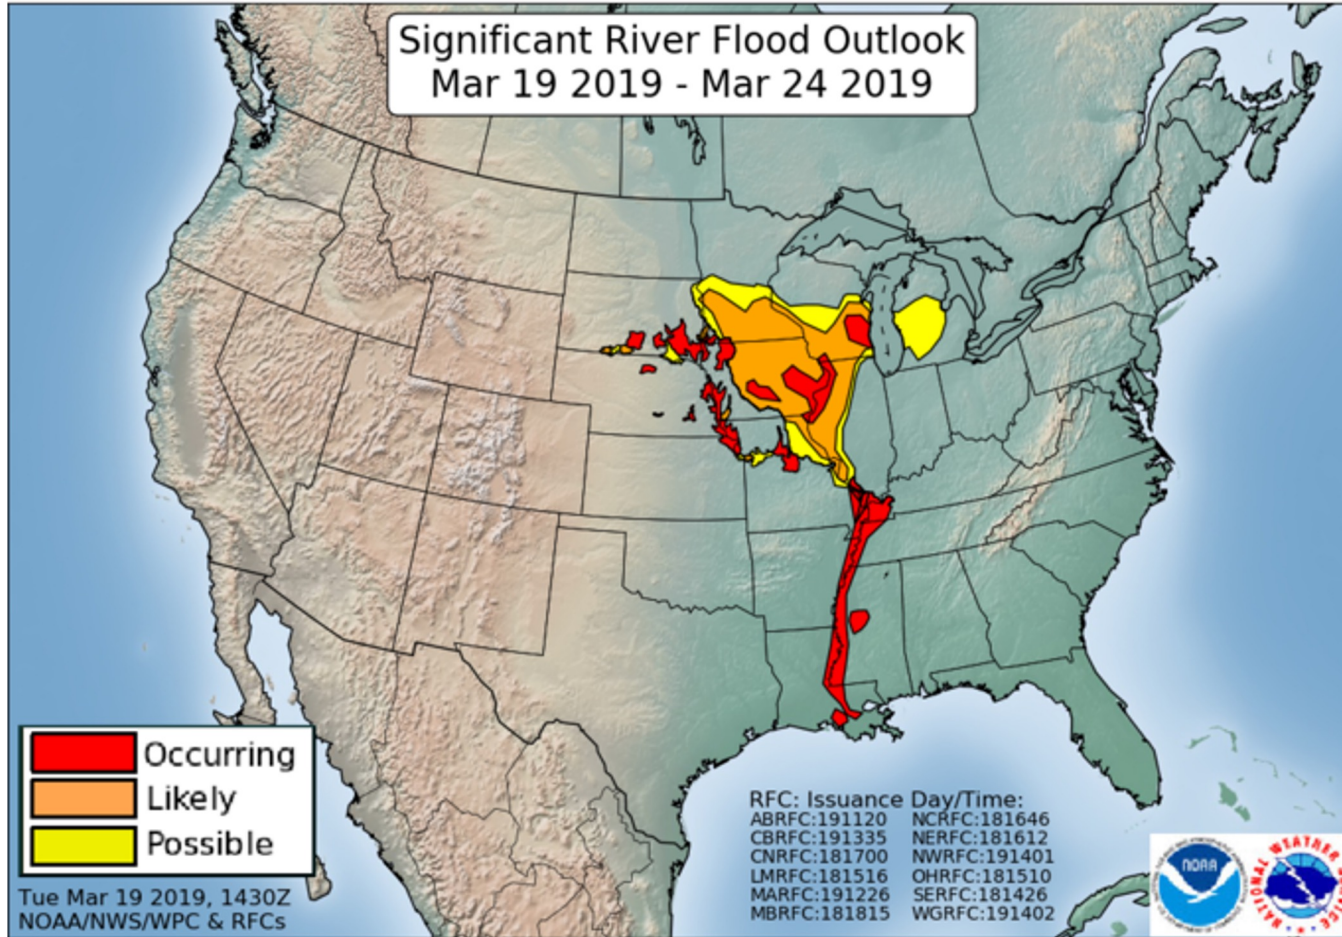 Significant River Flood Outlook
Mar 19 2019 - Mar 24 2019
Occurring
Likely
Possible
Tue Mar 19 2019, 1430Z
NOAA/NWS/WPC & RFCs
RFC: Issuance Day/Time:
ABRFC:191120 NCRFC:181646
CBRFC:191335 NERFC:181612
CNRFC:181700 NWRFC:191401
LMRFC:181516 OHRFC:181510
MARFC:191226 SERFC:181426
MBRFC:181815 WGRFC:191402
NOAA
NATIONAL WEATHER